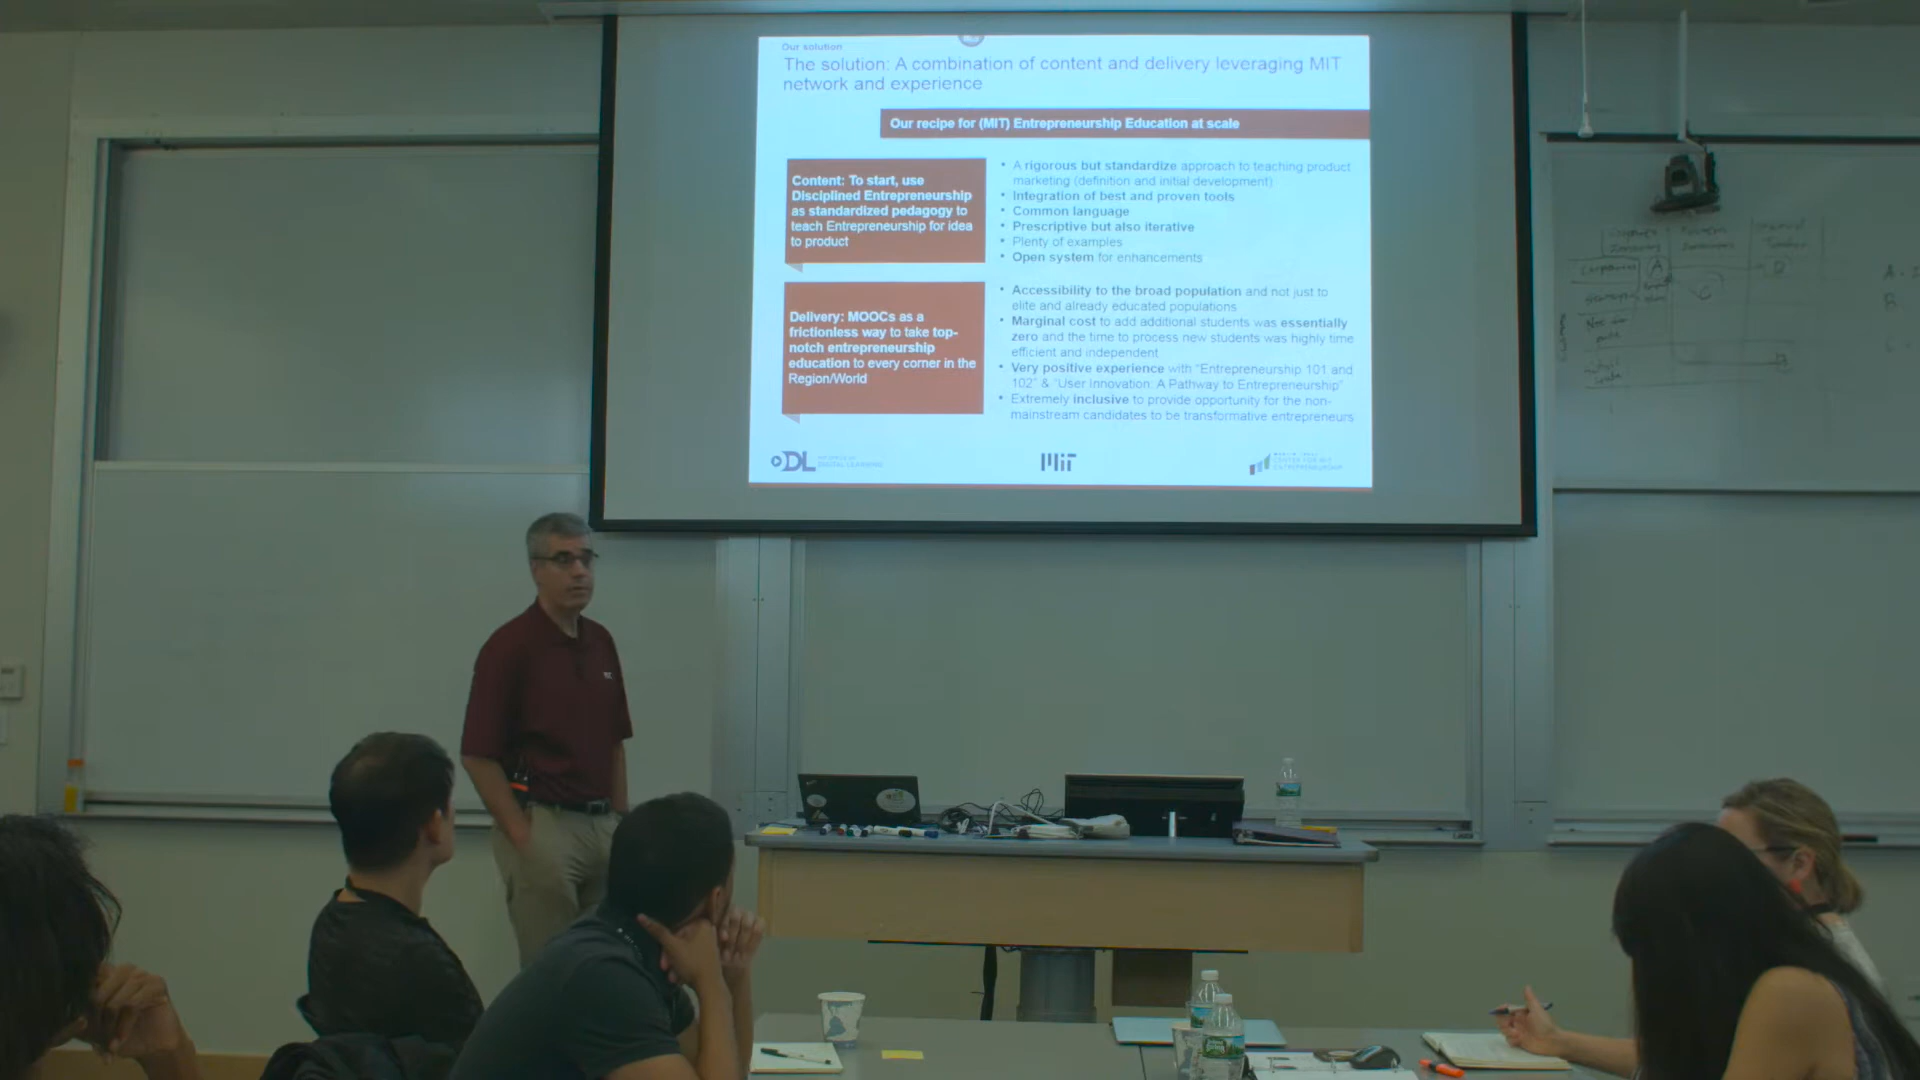 Our solution
The solution: A combination of content and delivery leveraging MIT
network and experience
Our recipe for (MIT) Entrepreneurship Education at scale
Content: To start, use
Disciplined Entrepreneurship
as standardized pedagogy to
teach Entrepreneurship for idea
to product
• A rigorous but standardize approach to teaching product
marketing (definition and initial development)
• Integration of best and proven tools
• Common language
• Prescriptive but also iterative
• Plenty of examples
• Open system for enhancements
Delivery: MOOCs as a
frictionless way to take top-
notch entrepreneurship
education to every corner in the
Region/World
• Accessibility to the broad population and not just to
elite and already educated populations
• Marginal cost to add additional students was essentially
zero and the time to process new students was highly time
efficient and independent
• Very positive experience with "Entrepreneurship 101 and
102" & "User Innovation: A Pathway to Entrepreneurship"
• Extremely inclusive to provide opportunity for the non-
mainstream candidates to be transformative entrepreneurs
ODL
DIGITAL LEARNING
MIT
CENTER FOR MIT
ENTREPRENEURSHIP
A
C
D
B